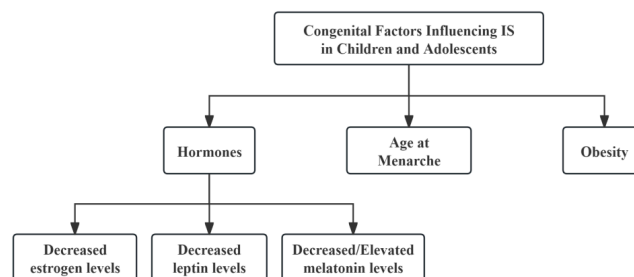 Congenital Factors Influencing IS
in Children and Adolescents
Hormones
Age at
Menarche
Obesity
Decreased
estrogen levels
Decreased
leptin levels
Decreased/Elevated
melatonin levels